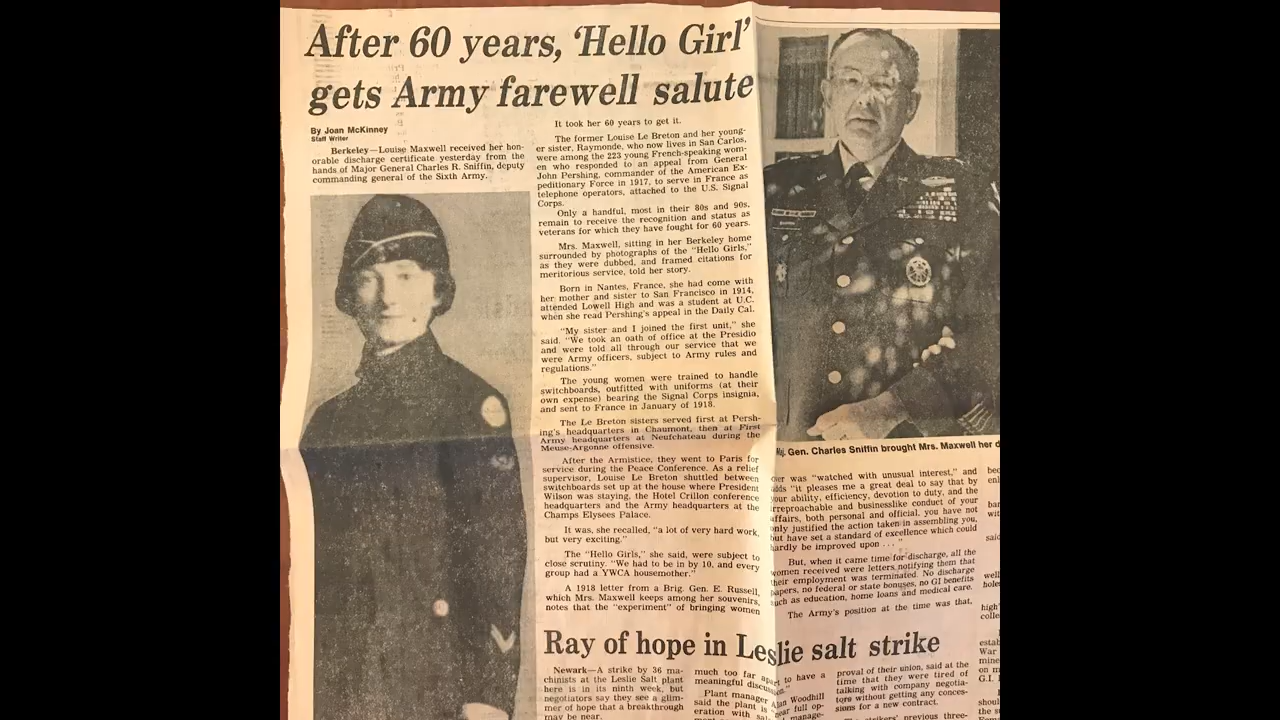 After 60 years, ‘Hello Girl’
gets Army farewell salute
By Joan McKinney
Staff Writer
Berkeley—Louise Maxwell received her hon-
orable discharge certificate yesterday from the
hands of Major General Charles R. Sniffin, deputy
commanding general of the Sixth Army.
It took her 60 years to get it.
The former Louise Le Breton and her young-
er sister, Raymonde, who now lives in San Carlos,
were among the 223 young French-speaking wom-
en who responded to an appeal from General
John Pershing, commander of the American Ex-
peditionary Force in 1917, to serve in France as
telephone operators, attached to the U.S. Signal
Corps.
Only a handful, most in their 80s and 90s,
remain to receive the recognition and status as
veterans for which they have fought for 60 years.
Mrs. Maxwell, sitting in her Berkeley home
surrounded by photographs of the "Hello Girls,"
as they were dubbed, and framed citations for
meritorious service, told her story.
Born in Nantes, France, she had come with
her mother and sister to San Francisco in 1914,
attended Lowell High and was a student at U.C.
when she read Pershing's appeal in the Daily Cal.
"My sister and I joined the first unit," she
said. "We took an oath of office at the Presidio
and were told all through our service that we
were Army officers, subject to Army rules and
regulations."
The young women were trained to handle
switchboards, outfitted with uniforms (at their
own expense) bearing the Signal Corps insignia,
and sent to France in January of 1918.
The Le Breton sisters served first at Persh-
ing's headquarters in Chaumont, then at First
Army headquarters at Neufchateau during the
Meuse-Argonne offensive.
After the Armistice, they went to Paris for
service during the Peace Conference. As a relief
supervisor, Louise Le Breton shuttled between
switchboards set up at the house where President
Wilson was staying, the Hotel Crillon conference
headquarters and the Army headquarters at the
Champs Elysees Palace.
It was, she recalled, "a lot of very hard work,
but very exciting."
The "Hello Girls," she said, were subject to
close scrutiny. "We had to be in by 10, and every
group had a YWCA housemother."
A 1918 letter from a Brig. Gen. E. Russell,
which Mrs. Maxwell keeps among her souvenirs,
notes that the "experiment" of bringing women
Maj. Gen. Charles Sniffin brought Mrs. Maxwell her d
over was "watched with unusual interest," and
adds "it pleases me a great deal to say that by
your ability, efficiency, devotion to duty, and the
irreproachable and businesslike conduct of your
affairs, both personal and official, you have not
only justified the action taken in assembling you,
but have set a standard of excellence which could
hardly be improved upon . . . "
But, when it came time for discharge, all the
women received were letters notifying them that
their employment was terminated. No discharge
papers, no federal or state bonuses, no GI benefits
such as education, home loans and medical care.
The Army's position at the time was that,
bec
enl
bar
wit
said
well
hole
high
colle
estab
War
mine
on m
G.I.
shoul
the s
Ray of hope in Leslie salt strike
Newark—A strike by 36 ma-
chinists at the Leslie Salt plant
here is in its ninth week, but
negotiators say they see a glim-
mer of hope that a breakthrough
may be near.
much too far apart to have a
meaningful discussion."
Plant manager Woodhill
said the plant is near full op-
eration with manage-
proval of their union, said at the
time that they were tired of
talking with company negotia-
tors without getting any conces-
sions for a new contract.
strikers' previous three-